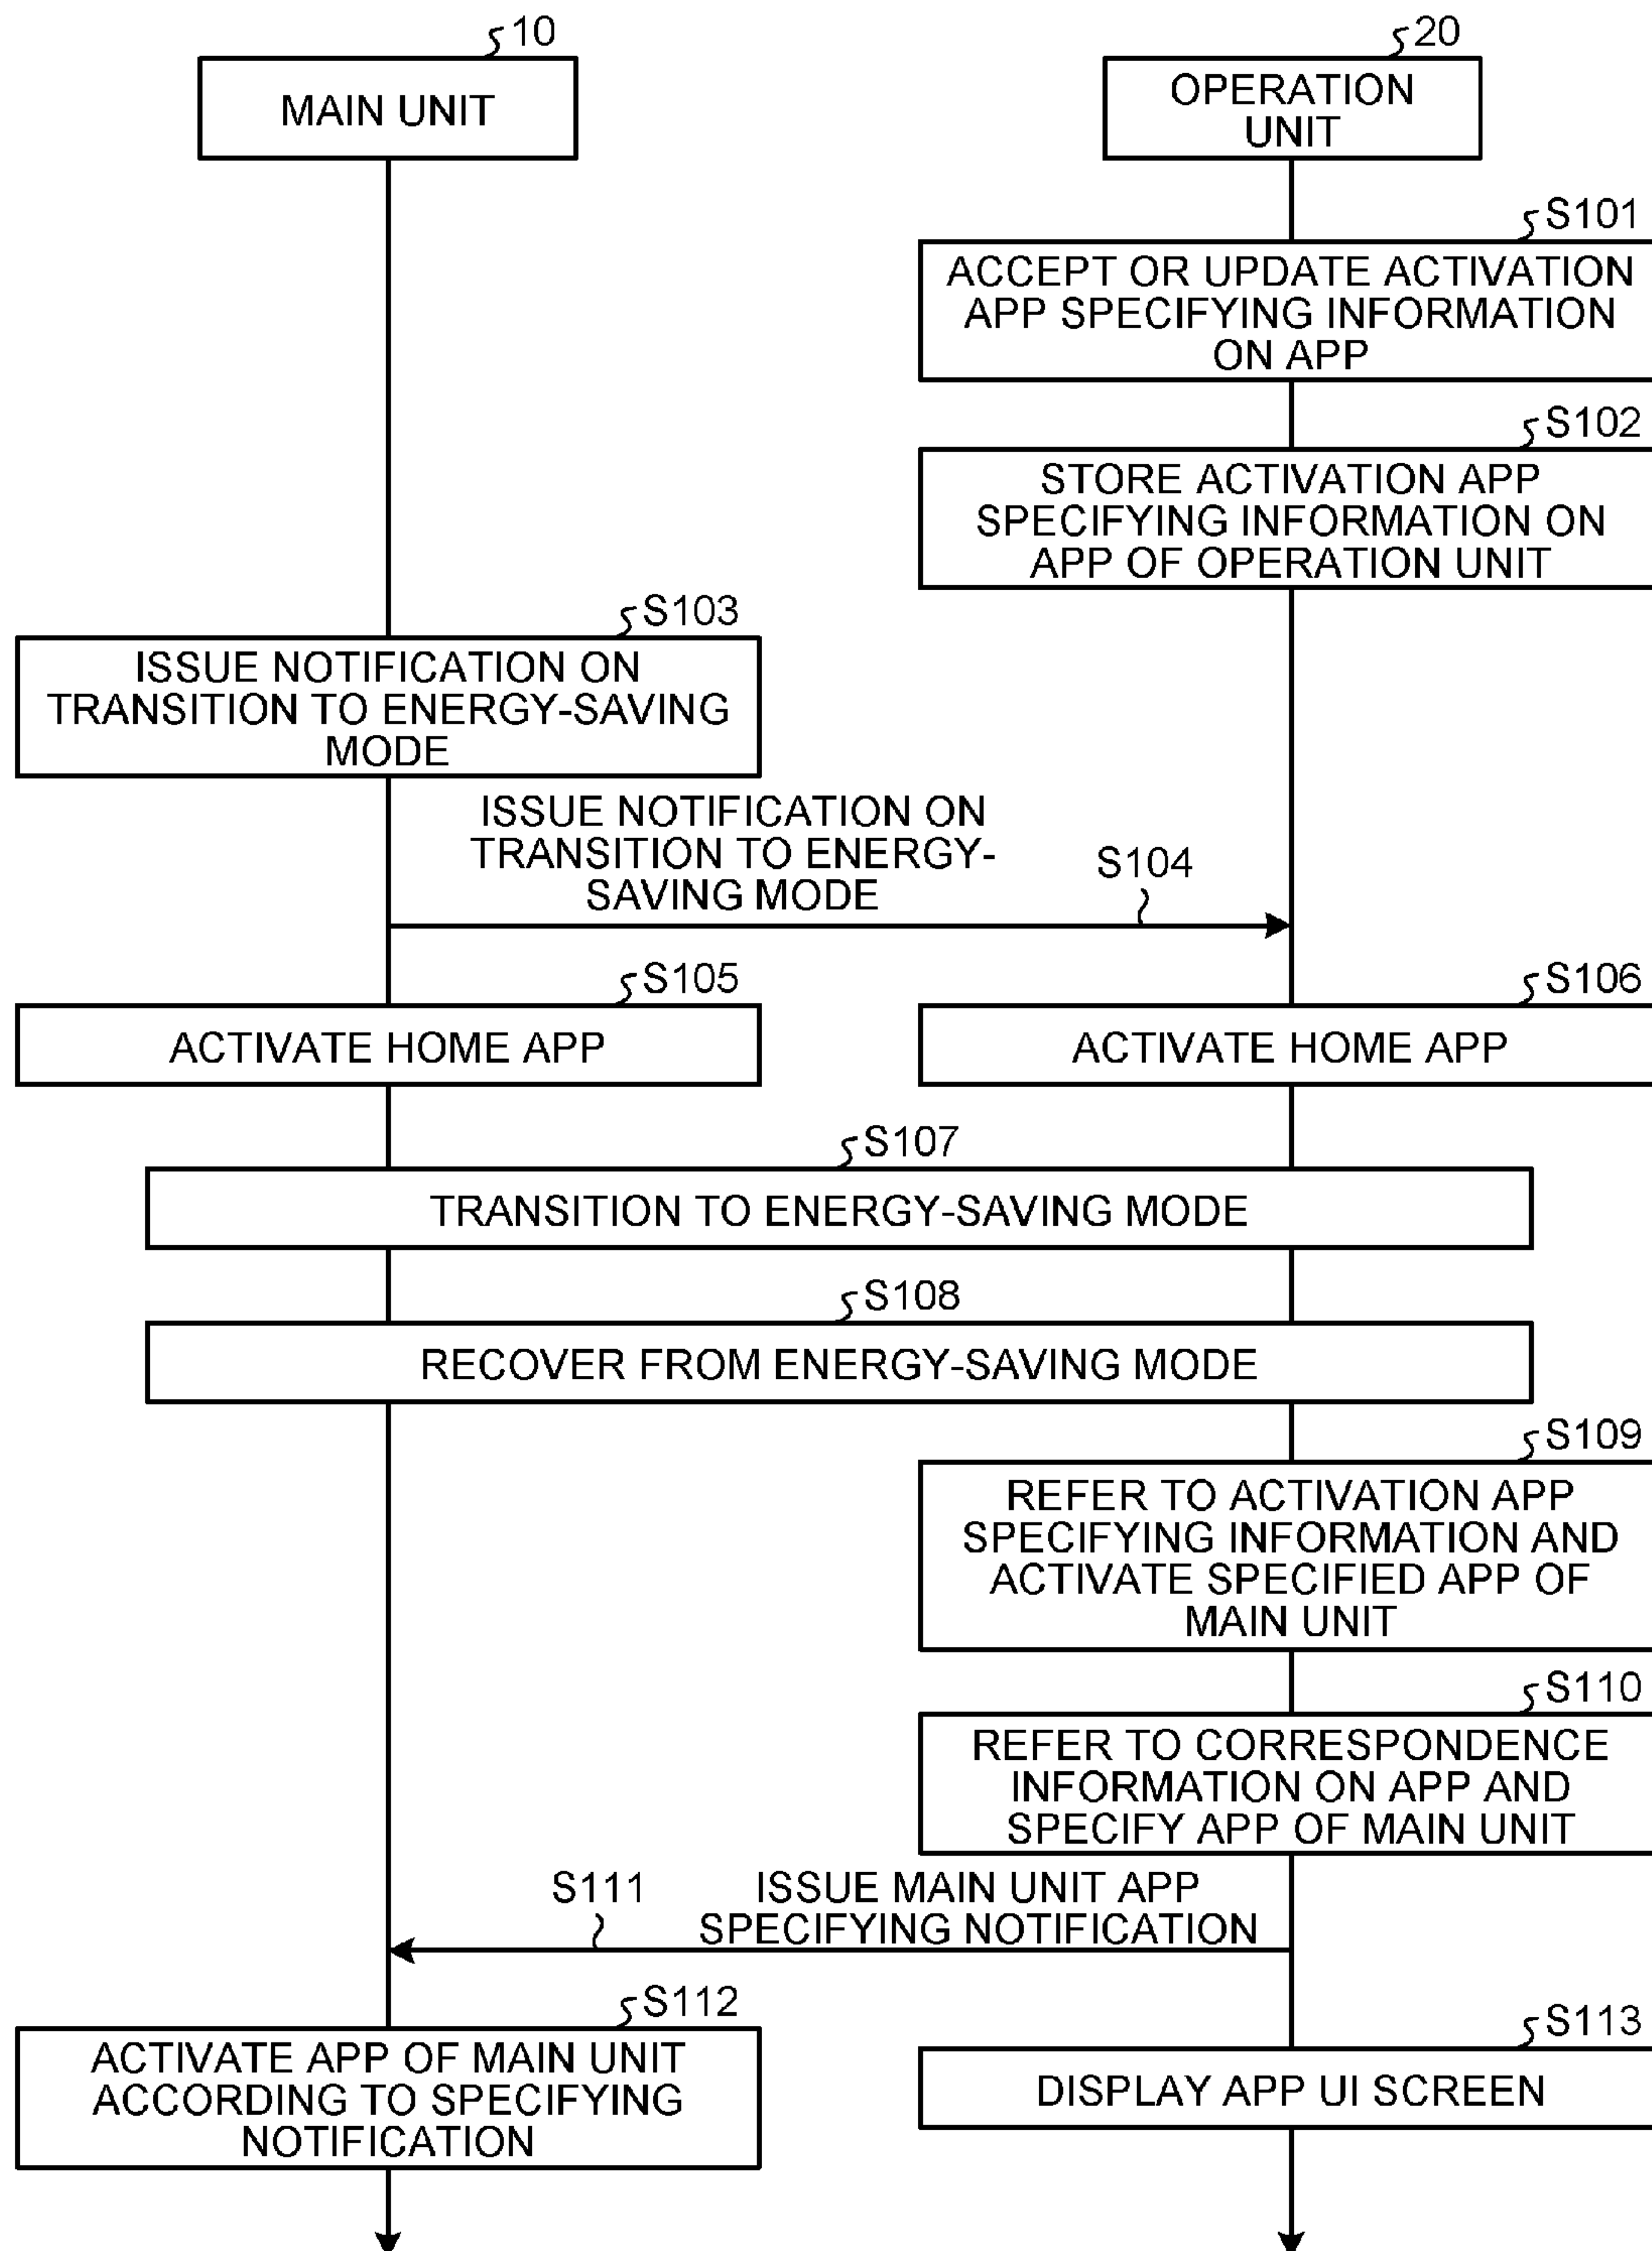 10
MAIN UNIT
20
OPERATION
UNIT
S101
ACCEPT OR UPDATE ACTIVATION
APP SPECIFYING INFORMATION
ON APP
S102
STORE ACTIVATION APP
SPECIFYING INFORMATION ON
APP OF OPERATION UNIT
S103
ISSUE NOTIFICATION ON
TRANSITION TO ENERGY-SAVING
MODE
ISSUE NOTIFICATION ON
TRANSITION TO ENERGY-
SAVING MODE
S104
S105
ACTIVATE HOME APP
S106
ACTIVATE HOME APP
S107
TRANSITION TO ENERGY-SAVING MODE
S108
RECOVER FROM ENERGY-SAVING MODE
S109
REFER TO ACTIVATION APP
SPECIFYING INFORMATION AND
ACTIVATE SPECIFIED APP OF
MAIN UNIT
S110
REFER TO CORRESPONDENCE
INFORMATION ON APP AND
SPECIFY APP OF MAIN UNIT
S111
ISSUE MAIN UNIT APP
SPECIFYING NOTIFICATION
S112
ACTIVATE APP OF MAIN UNIT
ACCORDING TO SPECIFYING
NOTIFICATION
S113
DISPLAY APP UI SCREEN